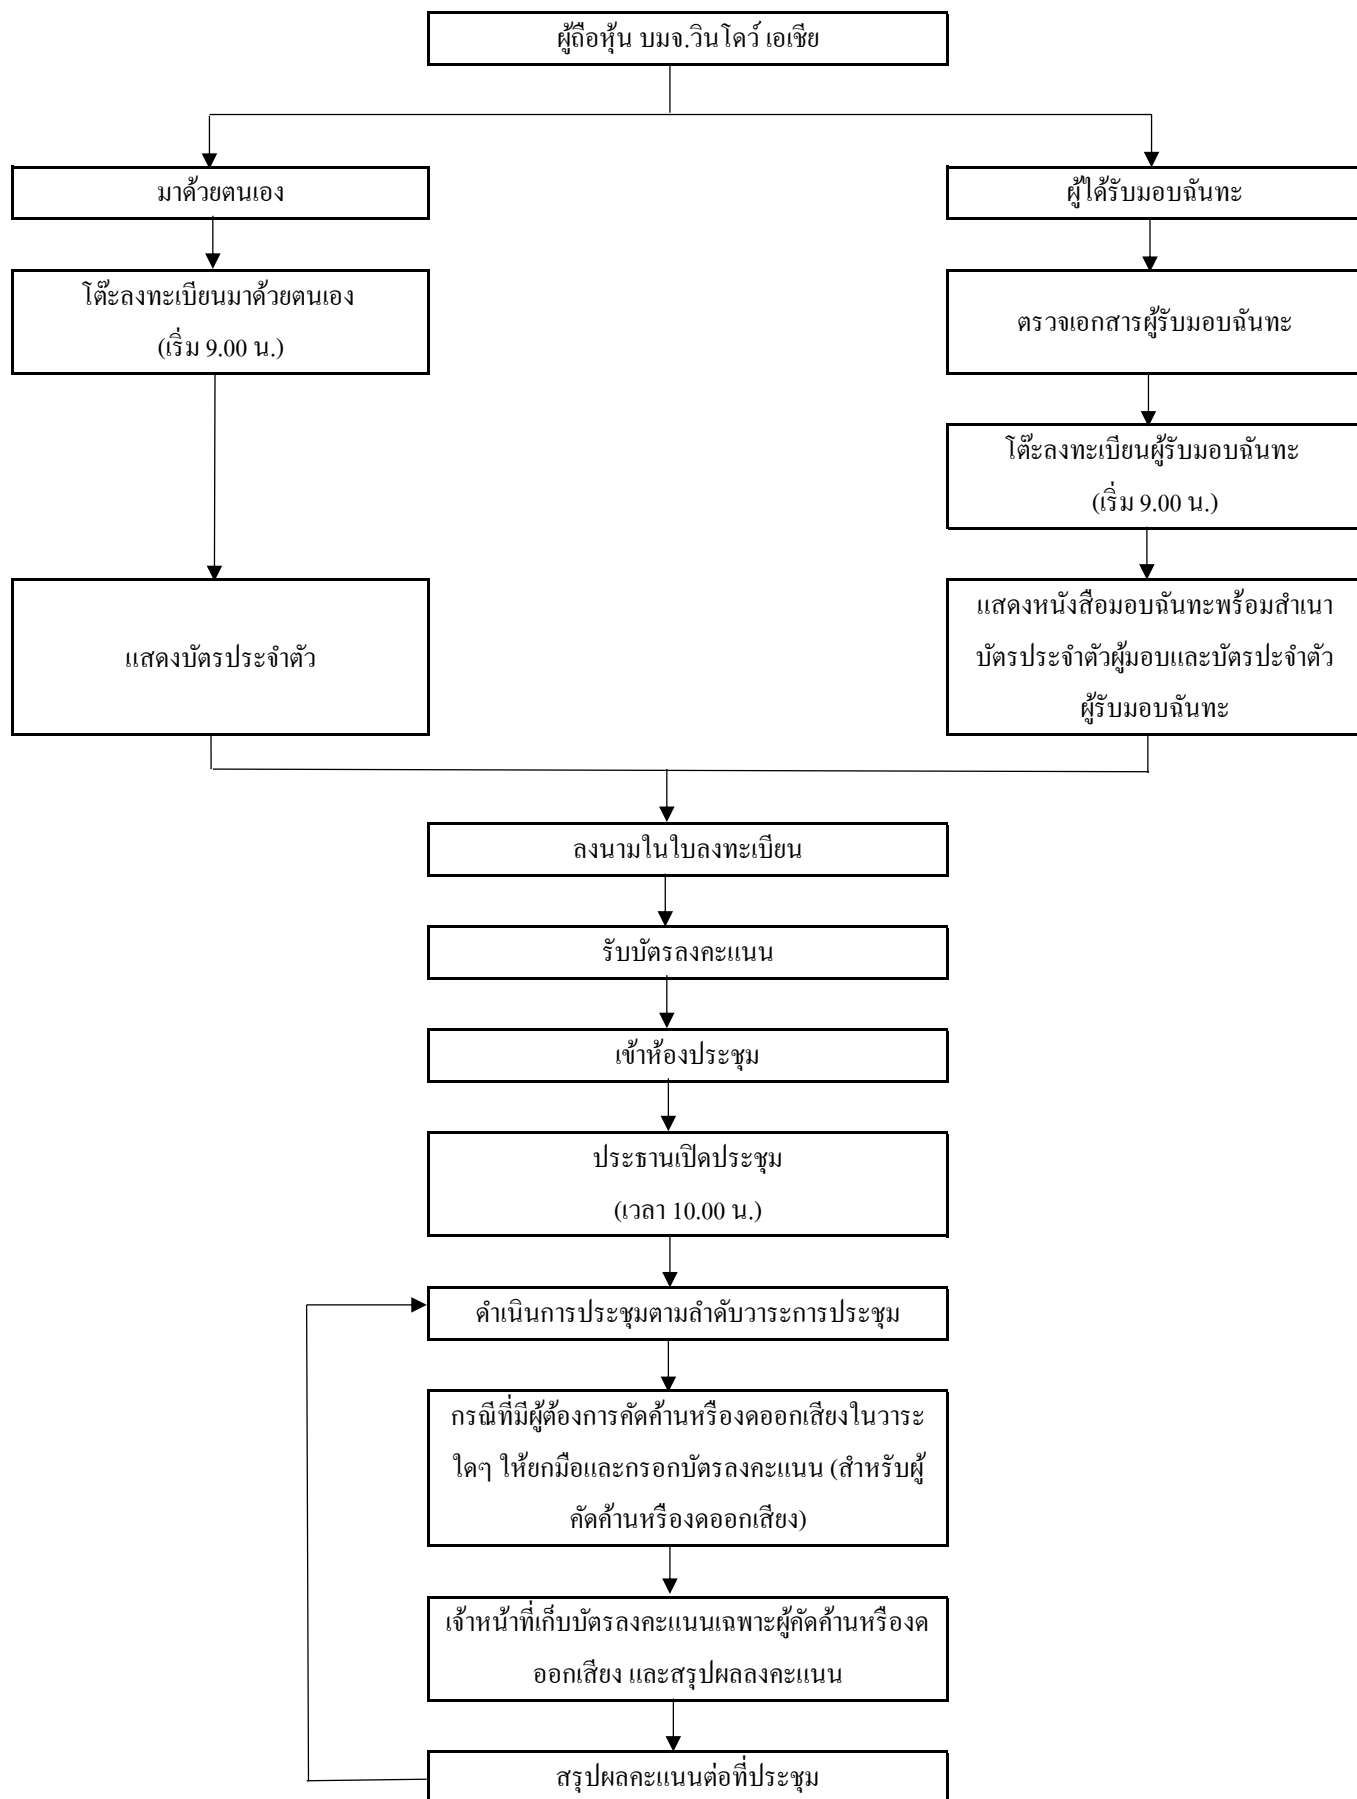 ผู้ถือหุ้น บมจ.วินโดว์ เอเชีย
มาด้วยตนเอง
ผู้ได้รับมอบฉันทะ
โต๊ะลงทะเบียนมาด้วยตนเอง
(เริ่ม 9.00 น.)
ตรวจเอกสารผู้รับมอบฉันทะ
โต๊ะลงทะเบียนผู้รับมอบฉันทะ
(เริ่ม 9.00 น.)
แสดงบัตรประจำตัว
แสดงหนังสือมอบฉันทะพร้อมสำเนา
บัตรประจำตัวผู้มอบและบัตรปะจำตัว
ผู้รับมอบฉันทะ
ลงนามในใบลงทะเบียน
รับบัตรลงคะแนน
เข้าห้องประชุม
ประธานเปิดประชุม
(เวลา 10.00 น.)
ดำเนินการประชุมตามลำดับวาระการประชุม
กรณีที่มีผู้ต้องการคัดค้านหรืองดออกเสียงในวาระ
ใดๆ ให้ยกมือและกรอกบัตรลงคะแนน (สำหรับผู้
คัดค้านหรืองดออกเสียง)
เจ้าหน้าที่เก็บบัตรลงคะแนนเฉพาะผู้คัดค้านหรืองด
ออกเสียง และสรุปผลลงคะแนน
สรุปผลคะแนนต่อที่ประชุม